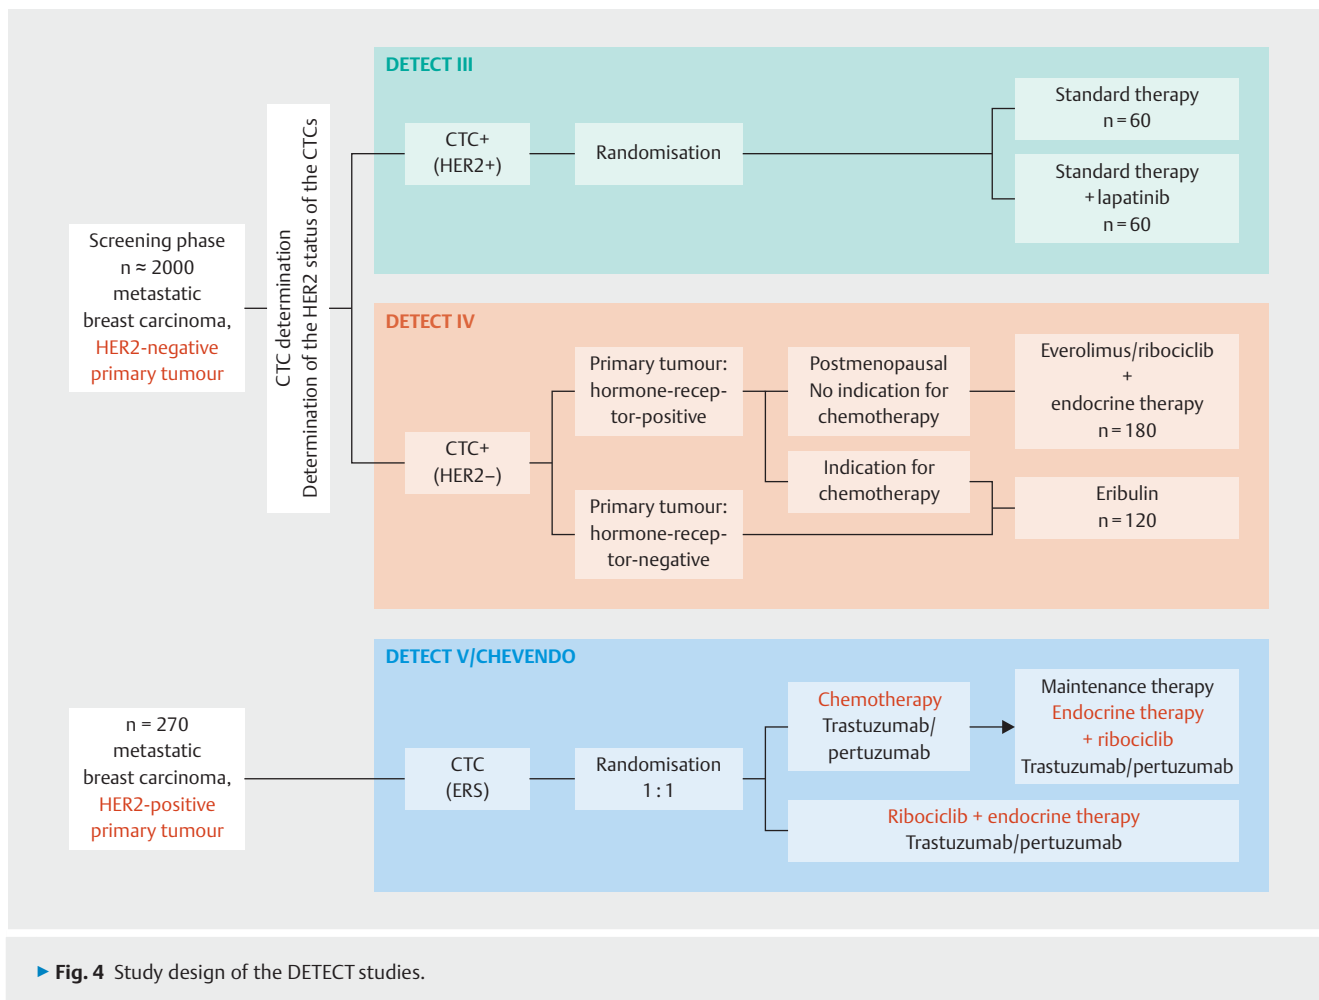 Screening phase
n ≈ 2000
metastatic
breast carcinoma,
HER2-negative
primary tumour
CTC determination
Determination of the HER2 status of the CTCs
DETECT III
CTC+
(HER2+)
Randomisation
Standard therapy
n = 60
Standard therapy
+ lapatinib
n = 60
DETECT IV
CTC+
(HER2–)
Primary tumour:
hormone-recep-
tor-positive
Postmenopausal
No indication for
chemotherapy
Everolimus/ribociclib
+
endocrine therapy
n = 180
Indication for
chemotherapy
Primary tumour:
hormone-recep-
tor-negative
Eribulin
n = 120
n = 270
metastatic
breast carcinoma,
HER2-positive
primary tumour
DETECT V/CHEVENDO
CTC
(ERS)
Randomisation
1 : 1
Chemotherapy
Trastuzumab/
pertuzumab
Maintenance therapy
Endocrine therapy
+ ribociclib
Trastuzumab/pertuzumab
Ribociclib + endocrine therapy
Trastuzumab/pertuzumab
▶ Fig. 4 Study design of the DETECT studies.